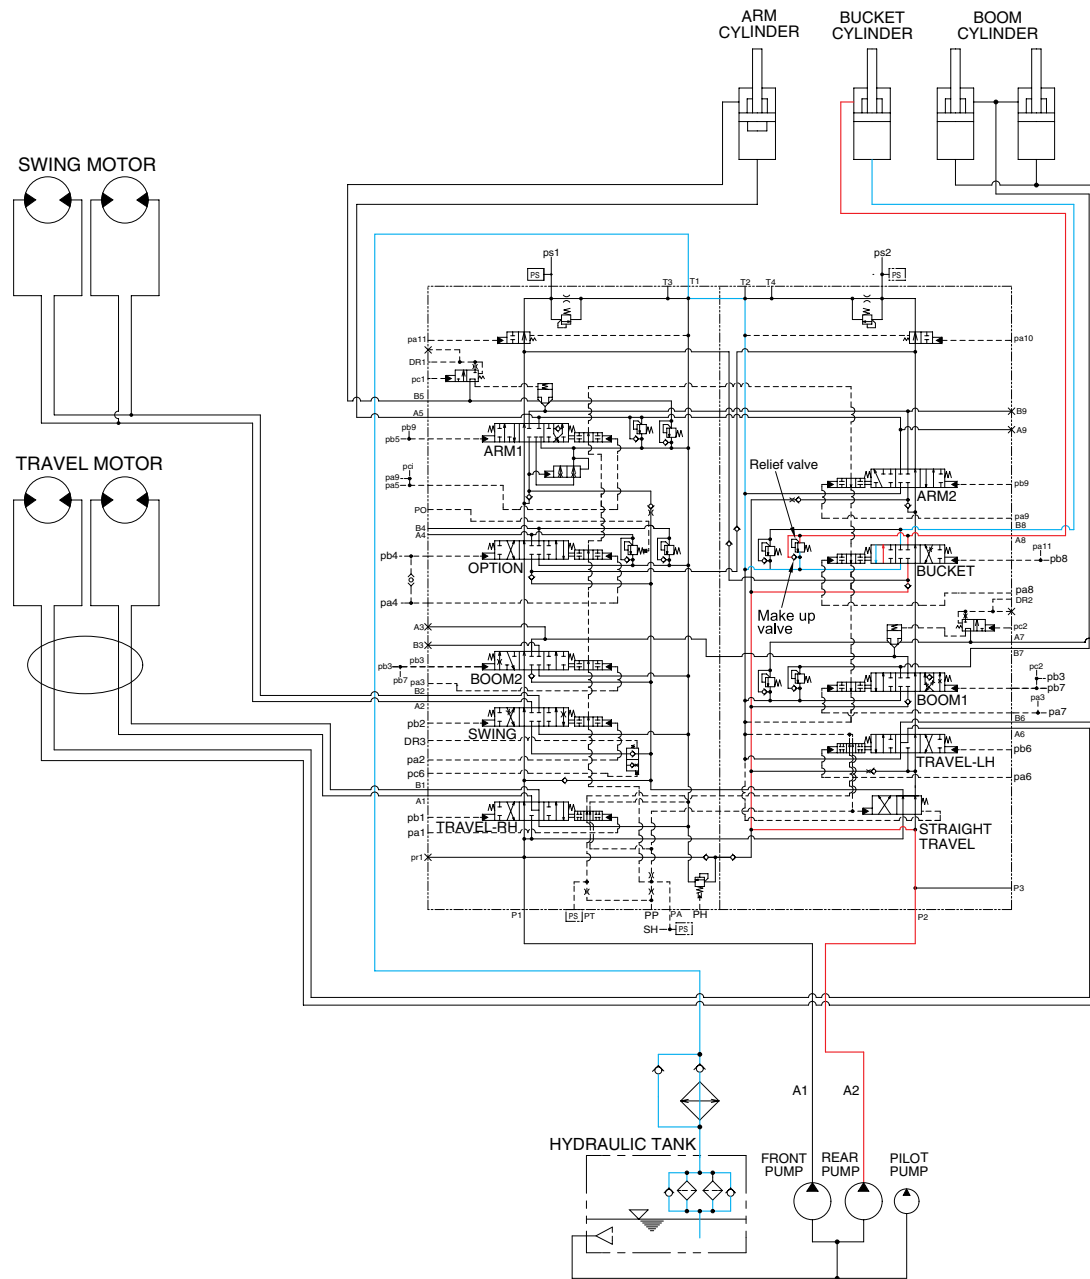 ARM
CYLINDER
BUCKET
CYLINDER
BOOM
CYLINDER
SWING MOTOR
TRAVEL MOTOR
ps1
PS
ps2
PS
T3
T1
T2
T4
pa11
DR1
pc1
B5
A5
pb9
pb5
ARM1
pci
pa9
pa5
PO
B4
A4
pb4
OPTION
pa4
A3
B3
pb3
pb3
pb7
pa3
B2
BOOM2
A2
pb2
SWING
DR3
pa2
pc6
B1
A1
pb1
TRAVEL-RH
pa1
pr1
pa10
B9
A9
Relief valve
ARM2
pb9
pa9
B8
A8
pa11
pb8
BUCKET
Make up
valve
pa8
DR2
pc2
A7
B7
pc2
pb3
pb7
pa3
pa7
BOOM1
B6
A6
pb6
TRAVEL-LH
pa6
STRAIGHT
TRAVEL
P3
P1
PS
PT
PP
PA
PH
P2
SH
PS
A1
A2
HYDRAULIC TANK
FRONT
PUMP
REAR
PUMP
PILOT
PUMP